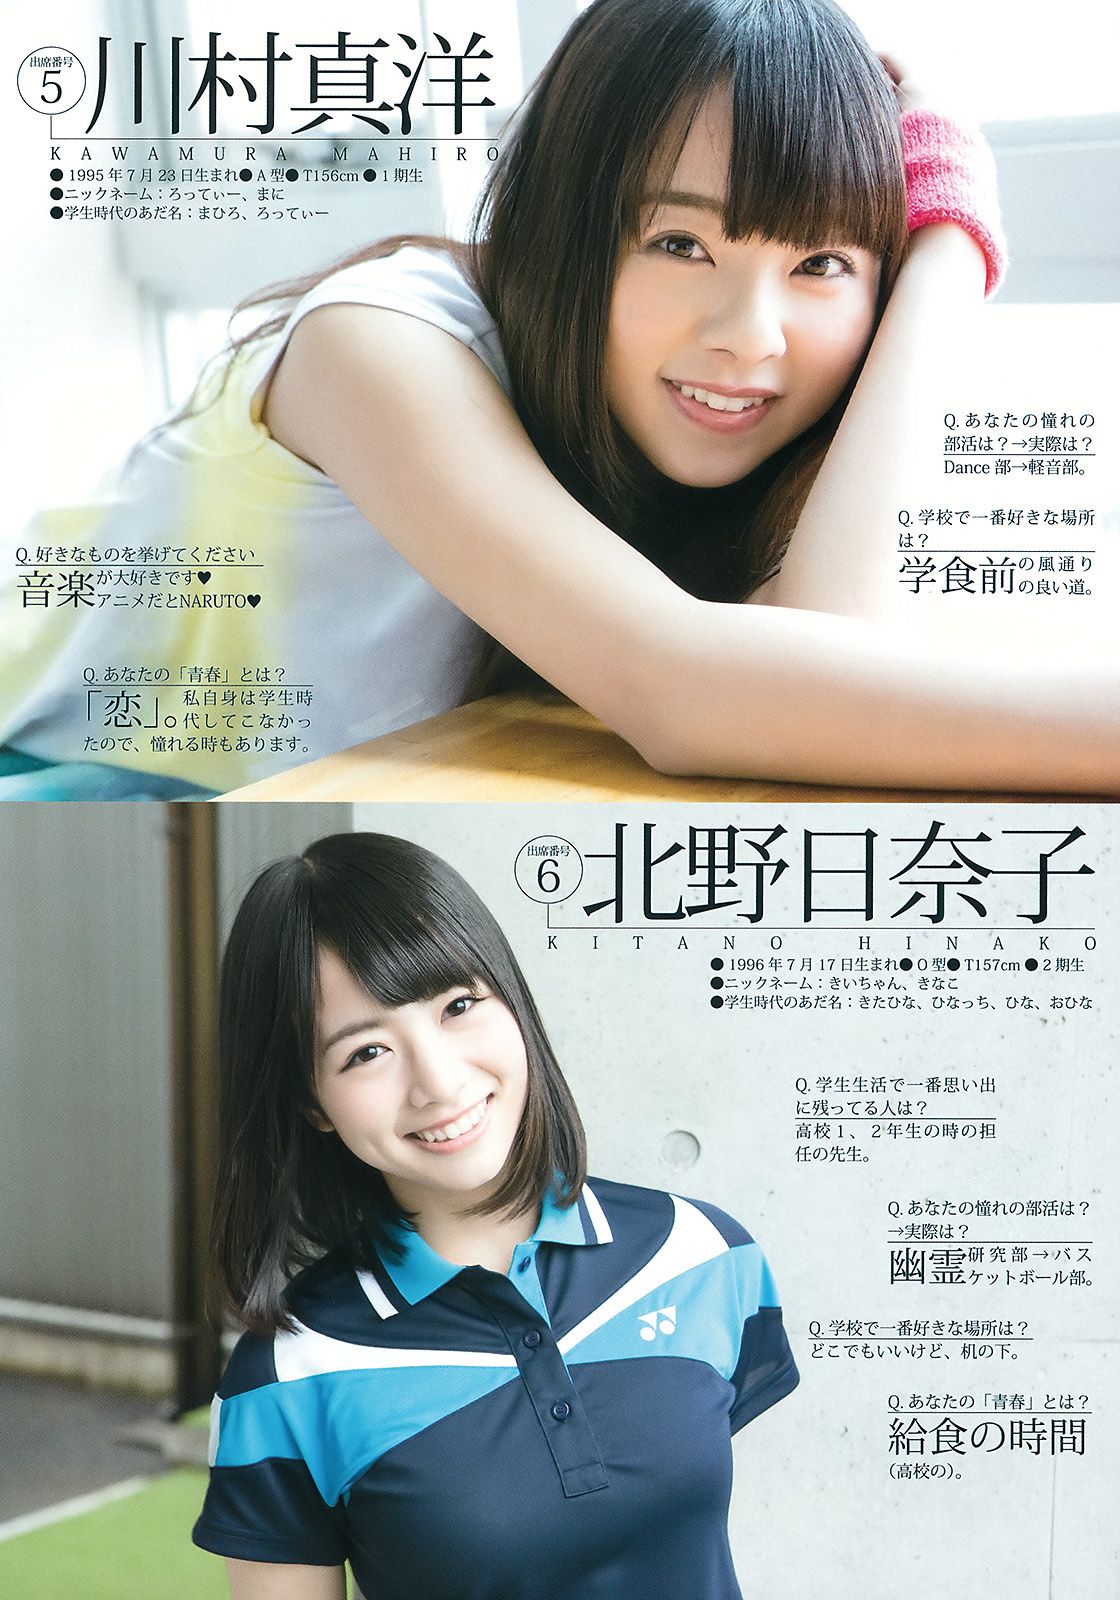 出席番号
5
川村真洋
KAWAMURA MAHIRO
●1995年7月23日生まれ●A型●T156cm●1期生
●ニックネーム：ろってぃー、まに
●学生時代のあだ名：まひろ、ろってぃー
Q. あなたの憧れの
部活は？→実際は？
Dance 部→軽音部。
Q. 学校で一番好きな場所
は？
学食前の風通り
の良い道。
Q. 好きなものを挙げてください
音楽が大好きです♥
アニメだとNARUTO♥
Q. あなたの「青春」とは？
「恋」。私自身は学生時
代してこなかっ
たので、憧れる時もあります。
出席番号
6
北野日奈子
KITANO HINAKO
●1996年7月17日生まれ●O型●T157cm●2期生
●ニックネーム：きいちゃん、きなこ
●学生時代のあだ名：きたひな、ひなっち、ひな、おひな
Q. 学生生活で一番思い出
に残ってる人は？
高校1、2年生の時の担
任の先生。
Q. あなたの憧れの部活は？
→実際は？
幽霊研究部→バス
ケットボール部。
Q. 学校で一番好きな場所は？
どこでもいいけど、机の下。
Q. あなたの「青春」とは？
給食の時間
（高校の）。